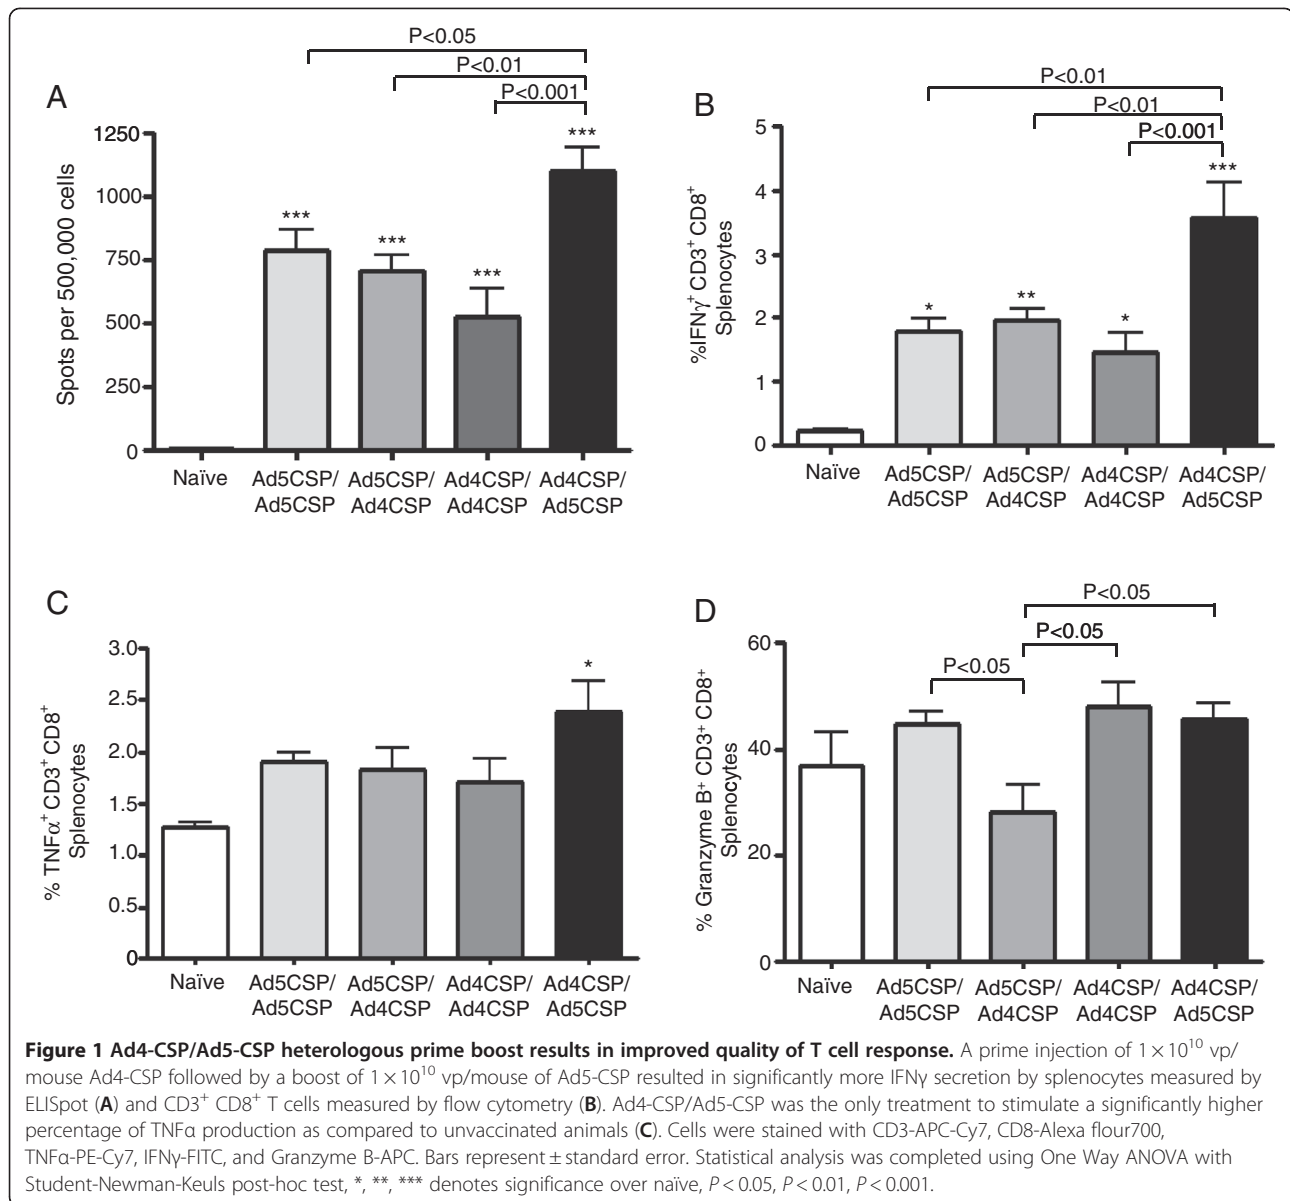 A
P<0.05
P<0.01
P<0.001
***
***
***
***
1250
1000
750
500
250
0
Spots per 500,000 cells
Naïve
Ad5CSP/ Ad5CSP/ Ad4CSP/ Ad4CSP/
Ad5CSP Ad4CSP Ad4CSP Ad5CSP
B
P<0.01
P<0.01
P<0.001
***
*
**
*
5
4
3
2
1
0
%IFNγ⁺ CD3⁺ CD8⁺
Splenocytes
Naïve
Ad5CSP/ Ad5CSP/ Ad4CSP/ Ad4CSP/
Ad5CSP Ad4CSP Ad4CSP Ad5CSP
C
*
3.0
2.5
2.0
1.5
1.0
0.5
0
% TNFα⁺ CD3⁺ CD8⁺
Splenocytes
Naïve
Ad5CSP/ Ad5CSP/ Ad4CSP/ Ad4CSP/
Ad5CSP Ad4CSP Ad4CSP Ad5CSP
D
P<0.05
P<0.05
P<0.05
60
40
20
0
% Granzyme B⁺ CD3⁺ CD8⁺
Splenocytes
Naïve
Ad5CSP/ Ad5CSP/ Ad4CSP/ Ad4CSP/
Ad5CSP Ad4CSP Ad4CSP Ad5CSP
Figure 1 Ad4-CSP/Ad5-CSP heterologous prime boost results in improved quality of T cell response. A prime injection of 1 × 10¹⁰ vp/
mouse Ad4-CSP followed by a boost of 1 × 10¹⁰ vp/mouse of Ad5-CSP resulted in significantly more IFNγ secretion by splenocytes measured by
ELISpot (A) and CD3⁺ CD8⁺ T cells measured by flow cytometry (B). Ad4-CSP/Ad5-CSP was the only treatment to stimulate a significantly higher
percentage of TNFα production as compared to unvaccinated animals (C). Cells were stained with CD3-APC-Cy7, CD8-Alexa flour700,
TNFα-PE-Cy7, IFNγ-FITC, and Granzyme B-APC. Bars represent ± standard error. Statistical analysis was completed using One Way ANOVA with
Student-Newman-Keuls post-hoc test, *, **, *** denotes significance over naïve, P < 0.05, P < 0.01, P < 0.001.